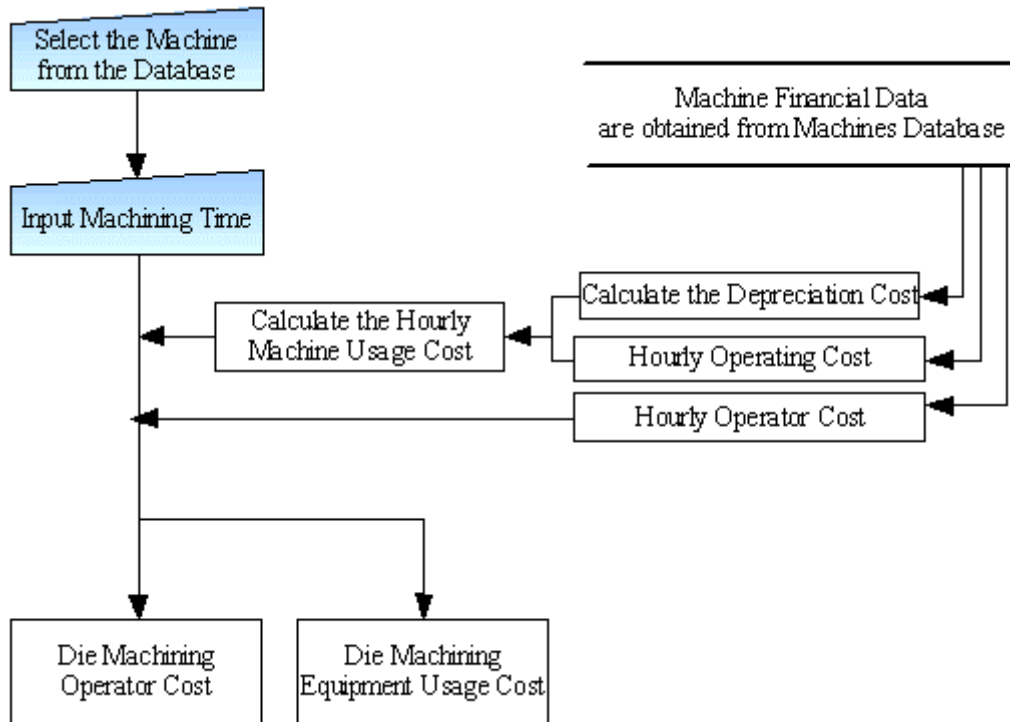 Select the Machine
from the Database
Machine Financial Data
are obtained from Machines Database
Input Machining Time
Calculate the Depreciation Cost
Calculate the Hourly
Machine Usage Cost
Hourly Operating Cost
Hourly Operator Cost
Die Machining
Operator Cost
Die Machining
Equipment Usage Cost